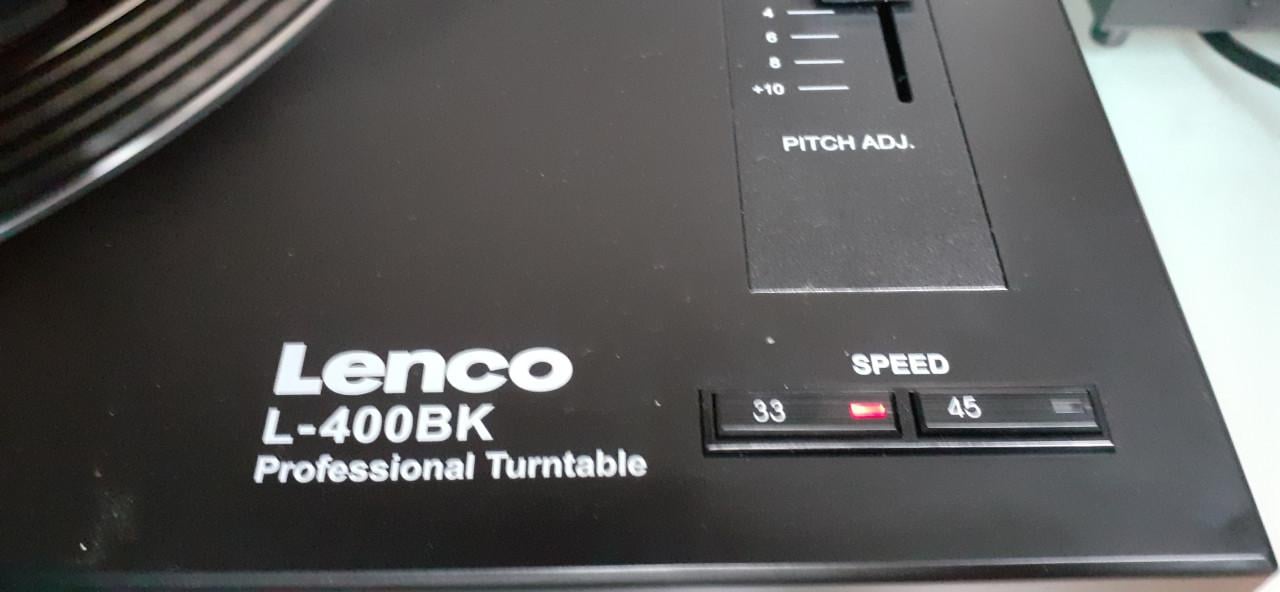 4
6
8
+10
PITCH ADJ.
SPEED
33 45
Lenco
L-400BK
Professional Turntable